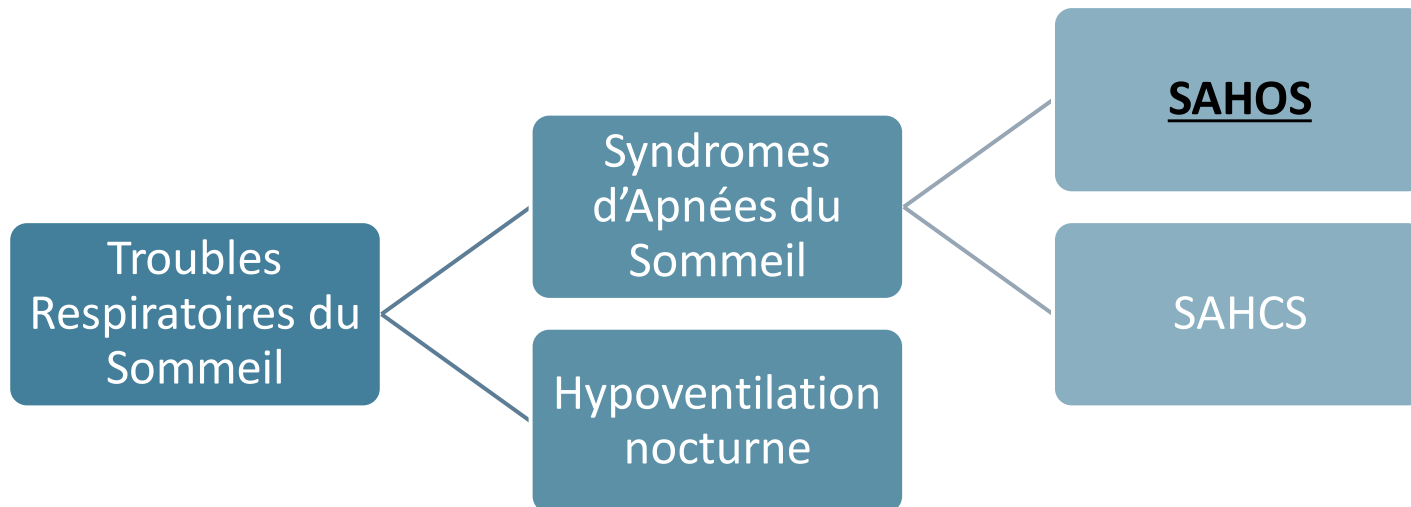 Troubles
Respiratoires du
Sommeil
Syndromes
d’Apnées du
Sommeil
Hypoventilation
nocturne
SAHOS
SAHCS